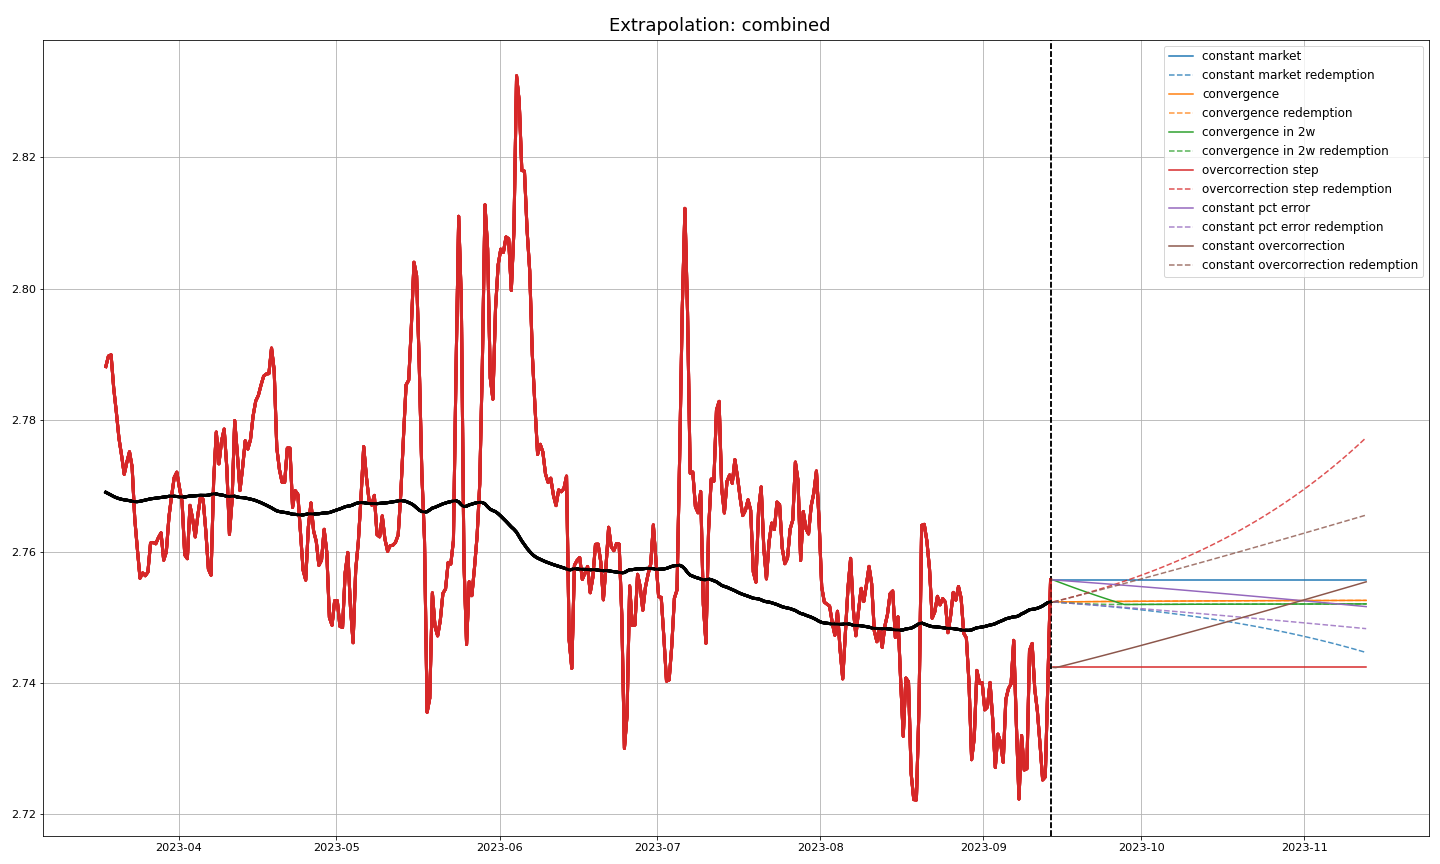 Extrapolation: combined
constant market
constant market redemption
convergence
convergence redemption
convergence in 2w
convergence in 2w redemption
overcorrection step
overcorrection step redemption
constant pct error
constant pct error redemption
constant overcorrection
constant overcorrection redemption
2.82
2.80
2.78
2.76
2.74
2.72
2023-04 2023-05 2023-06 2023-07 2023-08 2023-09 2023-10 2023-11